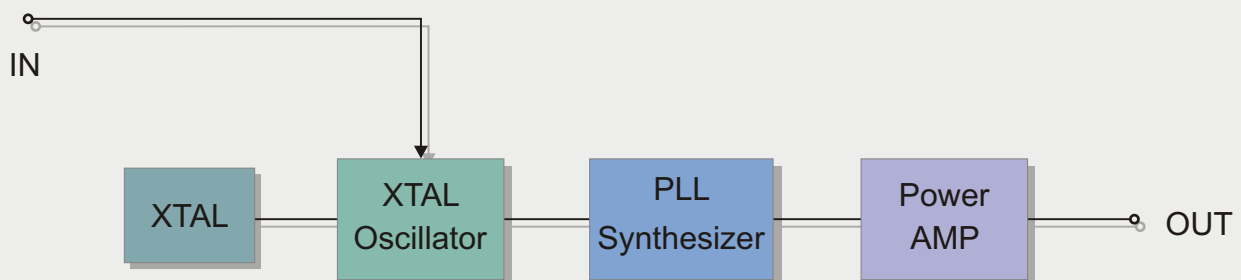 IN
XTAL
XTAL
Oscillator
PLL
Synthesizer
Power
AMP
OUT